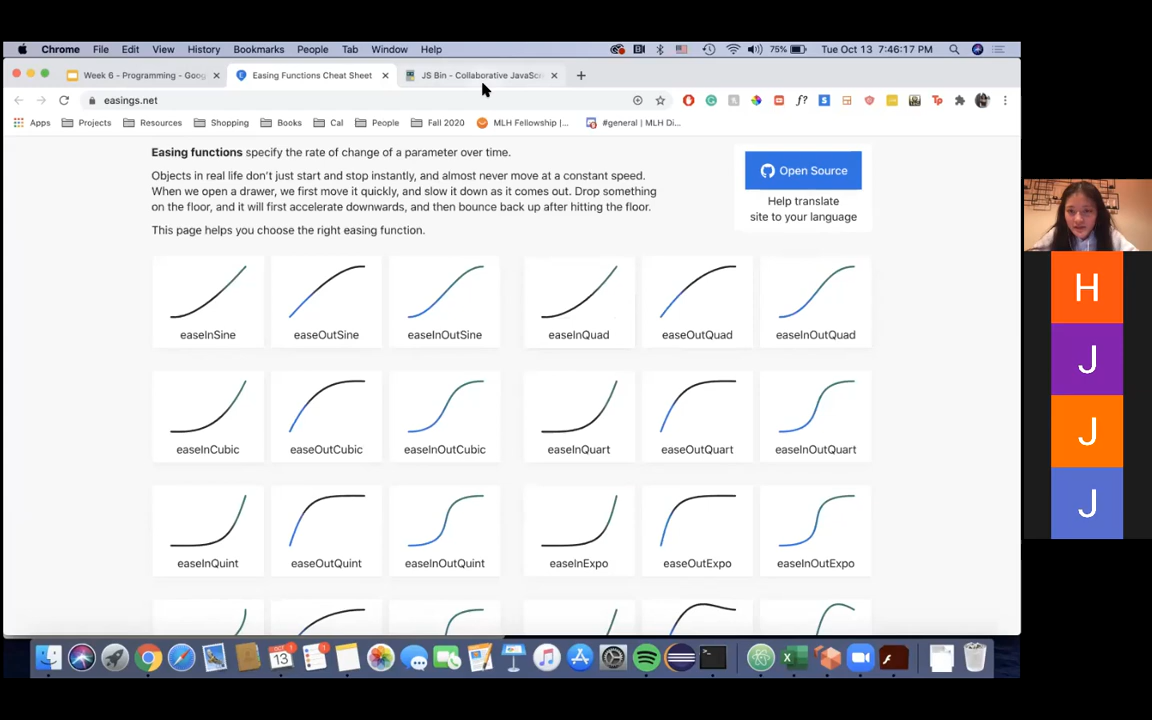 Chrome File Edit View History Bookmarks People Tab Window Help 75% Tue Oct 13 7:46:17 PM
Week 6 - Programming - Goog Easing Functions Cheat Sheet JS Bin - Collaborative JavaScri
easings.net
f? S Tp
Apps Projects Resources Shopping Books Cal People Fall 2020 MLH Fellowship |... #general | MLH Di...
Easing functions specify the rate of change of a parameter over time.
Objects in real life don't just start and stop instantly, and almost never move at a constant speed.
When we open a drawer, we first move it quickly, and slow it down as it comes out. Drop something
on the floor, and it will first accelerate downwards, and then bounce back up after hitting the floor.
This page helps you choose the right easing function.
Open Source
Help translate
site to your language
easeInSine easeOutSine easeInOutSine easeInQuad easeOutQuad easeInOutQuad
easeInCubic easeOutCubic easeInOutCubic easeInQuart easeOutQuart easeInOutQuart
easeInQuint easeOutQuint easeInOutQuint easeInExpo easeOutExpo easeInOutExpo
H
J
J
J